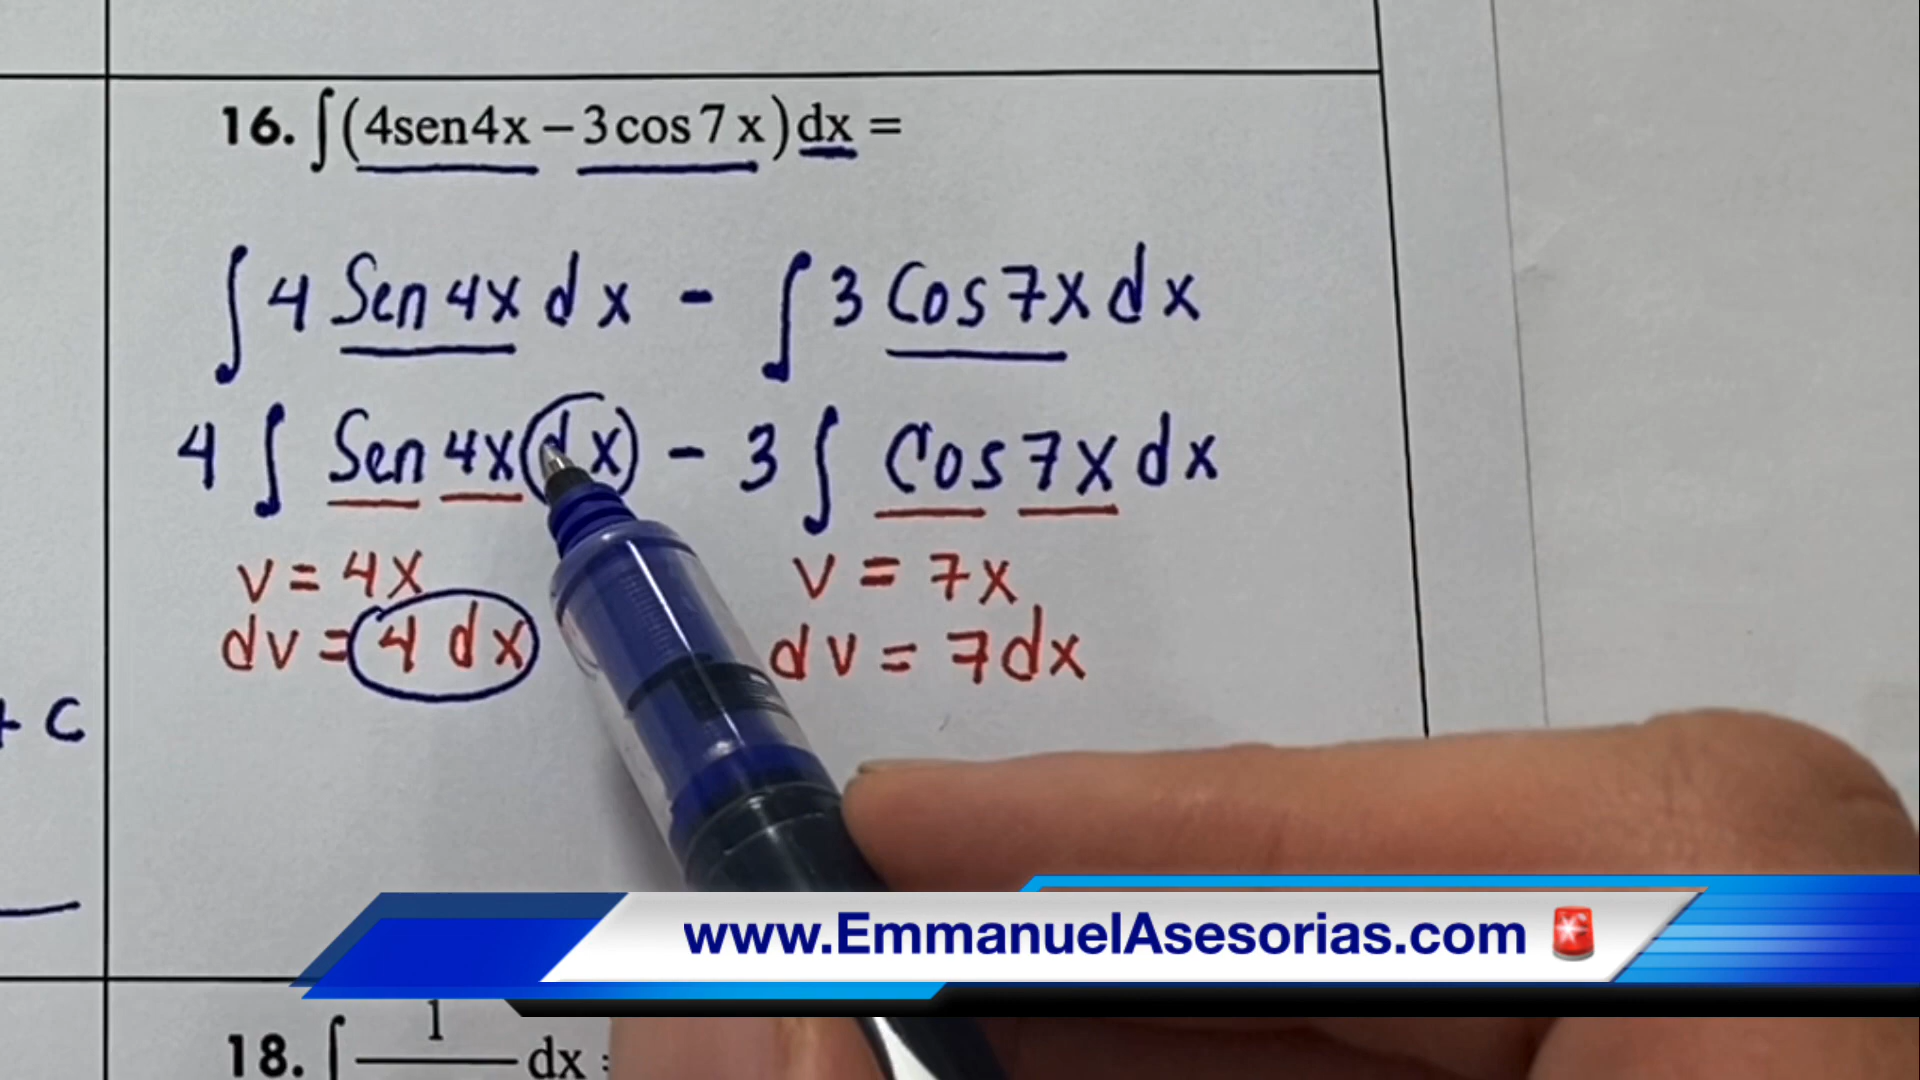 16. ∫(4sen4x − 3cos7x)dx =
∫ 4 Sen 4x dx - ∫ 3 Cos 7x dx
4 ∫ Sen 4x dx - 3 ∫ Cos 7x dx
v = 4x v = 7x
dv = 4 dx dv = 7dx
+ c
www.EmmanuelAsesorias.com
18. ∫ 1 dx =